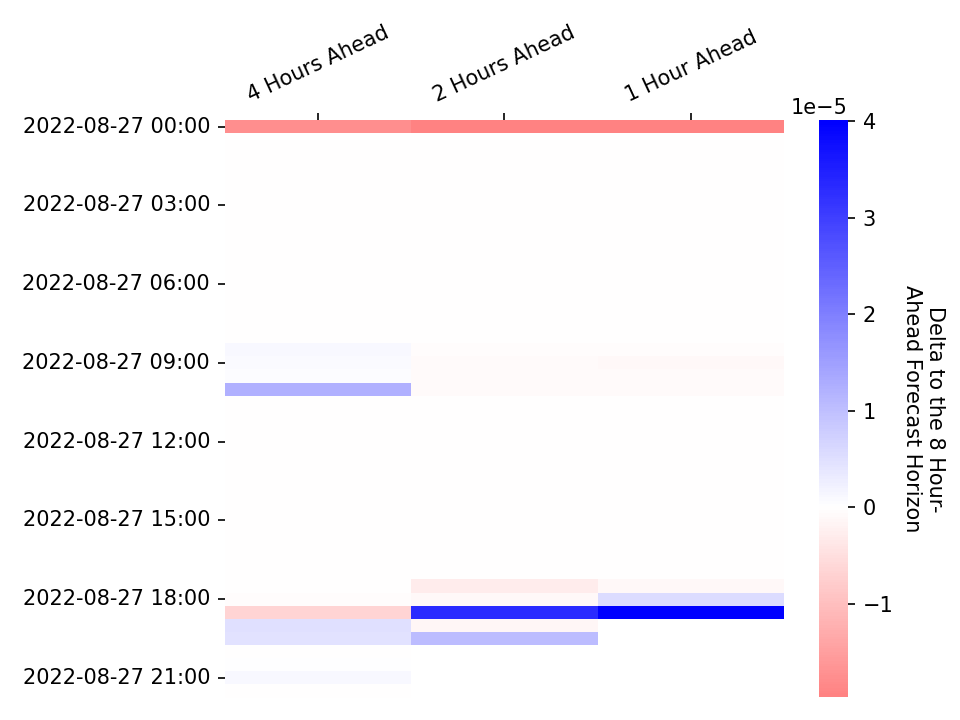 4 Hours Ahead
2 Hours Ahead
1 Hour Ahead
1e−5
2022-08-27 00:00
2022-08-27 03:00
2022-08-27 06:00
2022-08-27 09:00
2022-08-27 12:00
2022-08-27 15:00
2022-08-27 18:00
2022-08-27 21:00
4
3
2
1
0
−1
Delta to the 8 Hour-
Ahead Forecast Horizon